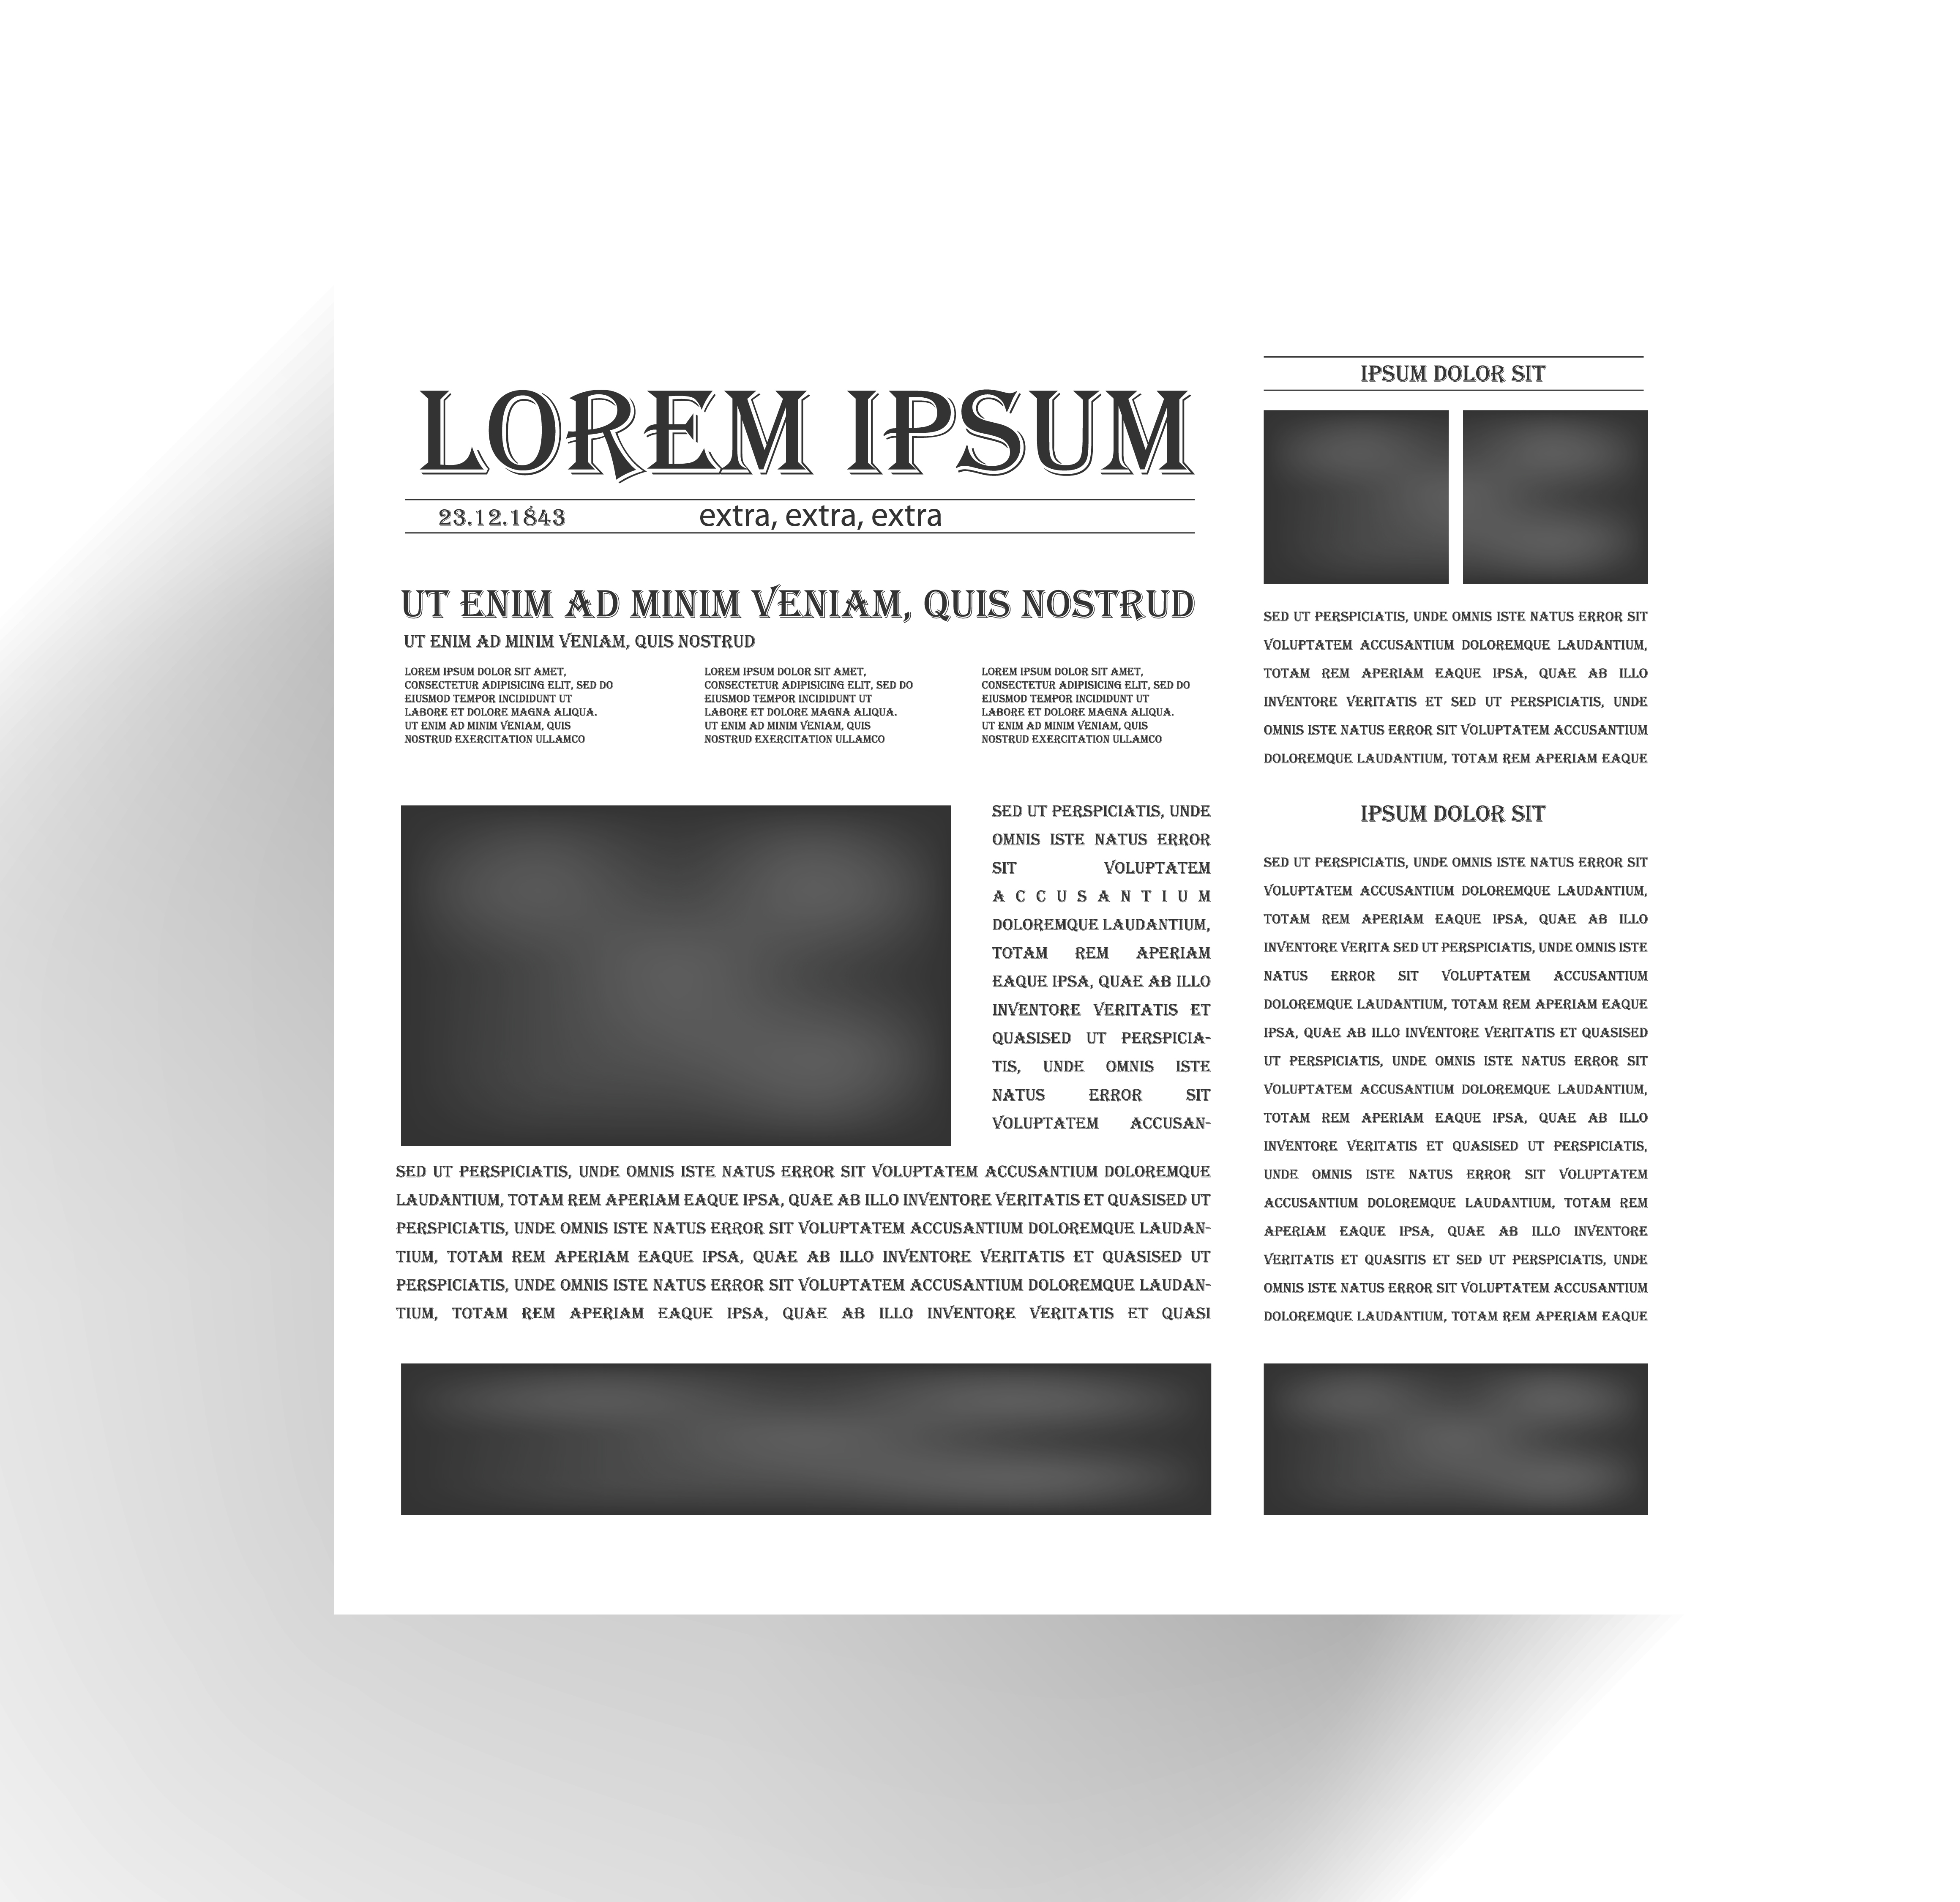 LOREM IPSUM
23.12.1843 extra, extra, extra
UT ENIM AD MINIM VENIAM, QUIS NOSTRUD
UT ENIM AD MINIM VENIAM, QUIS NOSTRUD
LOREM IPSUM DOLOR SIT AMET,
CONSECTETUR ADIPISICING ELIT, SED DO
EIUSMOD TEMPOR INCIDIDUNT UT
LABORE ET DOLORE MAGNA ALIQUA.
UT ENIM AD MINIM VENIAM, QUIS
NOSTRUD EXERCITATION ULLAMCO
LOREM IPSUM DOLOR SIT AMET,
CONSECTETUR ADIPISICING ELIT, SED DO
EIUSMOD TEMPOR INCIDIDUNT UT
LABORE ET DOLORE MAGNA ALIQUA.
UT ENIM AD MINIM VENIAM, QUIS
NOSTRUD EXERCITATION ULLAMCO
LOREM IPSUM DOLOR SIT AMET,
CONSECTETUR ADIPISICING ELIT, SED DO
EIUSMOD TEMPOR INCIDIDUNT UT
LABORE ET DOLORE MAGNA ALIQUA.
UT ENIM AD MINIM VENIAM, QUIS
NOSTRUD EXERCITATION ULLAMCO
SED UT PERSPICIATIS, UNDE
OMNIS ISTE NATUS ERROR
SIT VOLUPTATEM
ACCUSANTIUM
DOLOREMQUE LAUDANTIUM,
TOTAM REM APERIAM
EAQUE IPSA, QUAE AB ILLO
INVENTORE VERITATIS ET
QUASISED UT PERSPICIA-
TIS, UNDE OMNIS ISTE
NATUS ERROR SIT
VOLUPTATEM ACCUSAN-
SED UT PERSPICIATIS, UNDE OMNIS ISTE NATUS ERROR SIT VOLUPTATEM ACCUSANTIUM DOLOREMQUE
LAUDANTIUM, TOTAM REM APERIAM EAQUE IPSA, QUAE AB ILLO INVENTORE VERITATIS ET QUASISED UT
PERSPICIATIS, UNDE OMNIS ISTE NATUS ERROR SIT VOLUPTATEM ACCUSANTIUM DOLOREMQUE LAUDAN-
TIUM, TOTAM REM APERIAM EAQUE IPSA, QUAE AB ILLO INVENTORE VERITATIS ET QUASISED UT
PERSPICIATIS, UNDE OMNIS ISTE NATUS ERROR SIT VOLUPTATEM ACCUSANTIUM DOLOREMQUE LAUDAN-
TIUM, TOTAM REM APERIAM EAQUE IPSA, QUAE AB ILLO INVENTORE VERITATIS ET QUASI
IPSUM DOLOR SIT
SED UT PERSPICIATIS, UNDE OMNIS ISTE NATUS ERROR SIT
VOLUPTATEM ACCUSANTIUM DOLOREMQUE LAUDANTIUM,
TOTAM REM APERIAM EAQUE IPSA, QUAE AB ILLO
INVENTORE VERITATIS ET SED UT PERSPICIATIS, UNDE
OMNIS ISTE NATUS ERROR SIT VOLUPTATEM ACCUSANTIUM
DOLOREMQUE LAUDANTIUM, TOTAM REM APERIAM EAQUE
IPSUM DOLOR SIT
SED UT PERSPICIATIS, UNDE OMNIS ISTE NATUS ERROR SIT
VOLUPTATEM ACCUSANTIUM DOLOREMQUE LAUDANTIUM,
TOTAM REM APERIAM EAQUE IPSA, QUAE AB ILLO
INVENTORE VERITA SED UT PERSPICIATIS, UNDE OMNIS ISTE
NATUS ERROR SIT VOLUPTATEM ACCUSANTIUM
DOLOREMQUE LAUDANTIUM, TOTAM REM APERIAM EAQUE
IPSA, QUAE AB ILLO INVENTORE VERITATIS ET QUASISED
UT PERSPICIATIS, UNDE OMNIS ISTE NATUS ERROR SIT
VOLUPTATEM ACCUSANTIUM DOLOREMQUE LAUDANTIUM,
TOTAM REM APERIAM EAQUE IPSA, QUAE AB ILLO
INVENTORE VERITATIS ET QUASISED UT PERSPICIATIS,
UNDE OMNIS ISTE NATUS ERROR SIT VOLUPTATEM
ACCUSANTIUM DOLOREMQUE LAUDANTIUM, TOTAM REM
APERIAM EAQUE IPSA, QUAE AB ILLO INVENTORE
VERITATIS ET QUASITIS ET SED UT PERSPICIATIS, UNDE
OMNIS ISTE NATUS ERROR SIT VOLUPTATEM ACCUSANTIUM
DOLOREMQUE LAUDANTIUM, TOTAM REM APERIAM EAQUE